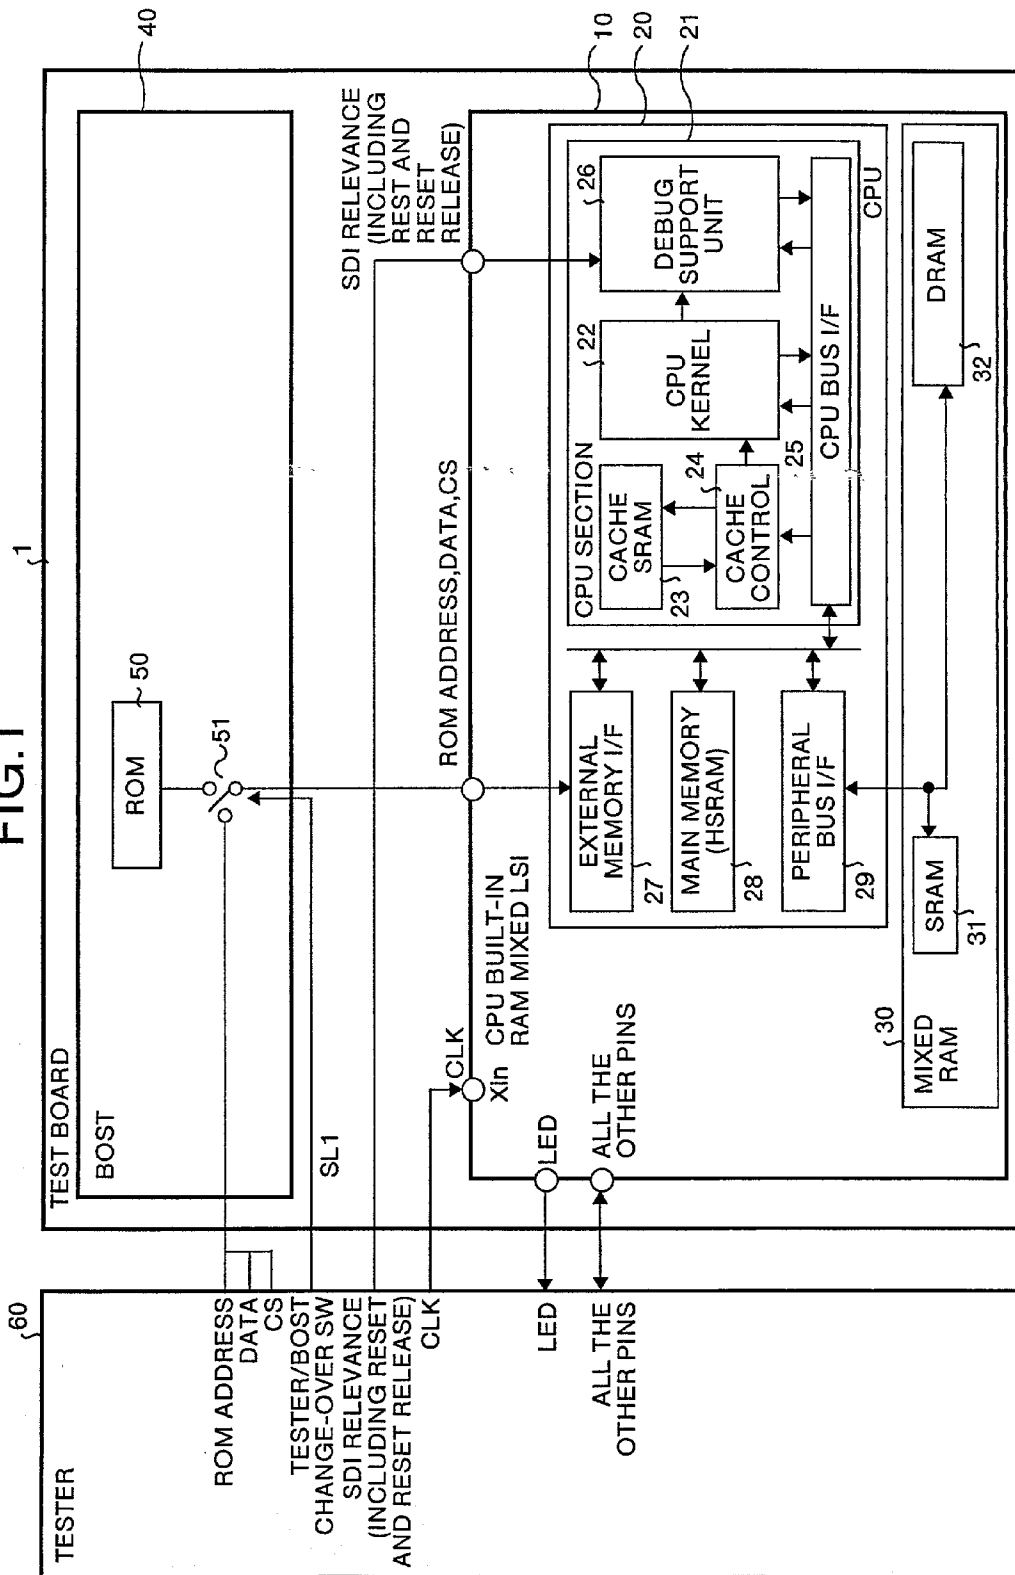 FIG.1
1
TEST BOARD
BOST
40
ROM
50
51
SL1
TESTER
60
ROM ADDRESS
DATA
CS
TESTER/BOST
CHANGE-OVER SW
SDI RELEVANCE
(INCLUDING RESET
AND RESET RELEASE)
CLK
LED
ALL THE
OTHER PINS
CLK
Xin
LED
ALL THE
OTHER PINS
ROM ADDRESS,DATA,CS
SDI RELEVANCE
(INCLUDING
REST AND
RESET
RELEASE)
10
20
21
CPU BUILT-IN
RAM MIXED LSI
CPU SECTION
CACHE
SRAM
23
CACHE
CONTROL
24
CPU
KERNEL
22
DEBUG
SUPPORT
UNIT
26
25
CPU BUS I/F
CPU
EXTERNAL
MEMORY I/F
27
MAIN MEMORY
(HSRAM)
28
PERIPHERAL
BUS I/F
29
30
MIXED
RAM
SRAM
31
DRAM
32